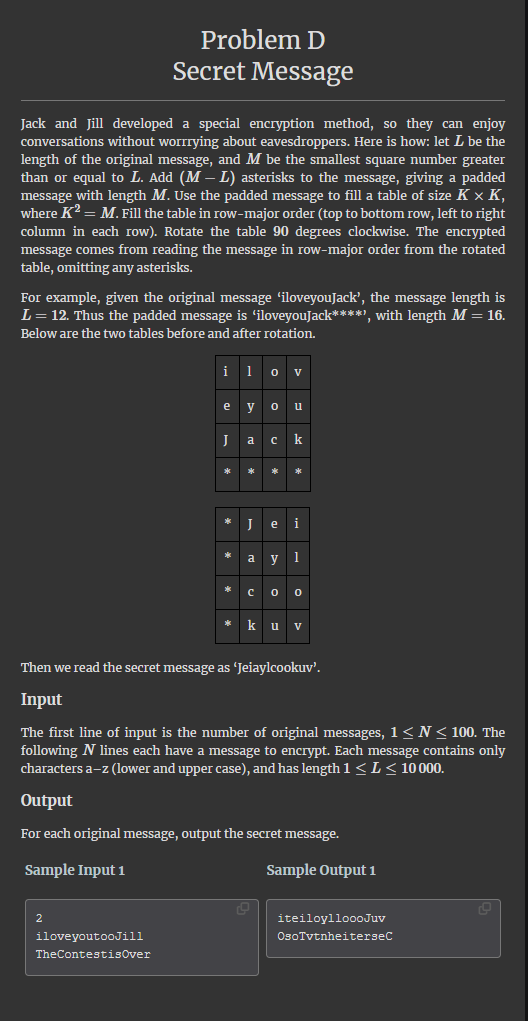 Problem D
Secret Message
Jack and Jill developed a special encryption method, so they can enjoy
conversations without worrrying about eavesdroppers. Here is how: let L be the
length of the original message, and M be the smallest square number greater
than or equal to L. Add (M − L) asterisks to the message, giving a padded
message with length M. Use the padded message to fill a table of size K × K,
where K² = M. Fill the table in row-major order (top to bottom row, left to right
column in each row). Rotate the table 90 degrees clockwise. The encrypted
message comes from reading the message in row-major order from the rotated
table, omitting any asterisks.
For example, given the original message ‘iloveyouJack’, the message length is
L = 12. Thus the padded message is ‘iloveyouJack****’, with length M = 16.
Below are the two tables before and after rotation.
i l o v
e y o u
J a c k
* * * *
* J e i
* a y l
* c o o
* k u v
Then we read the secret message as ‘Jeiaylcookuv’.
Input
The first line of input is the number of original messages, 1 ≤ N ≤ 100. The
following N lines each have a message to encrypt. Each message contains only
characters a–z (lower and upper case), and has length 1 ≤ L ≤ 10 000.
Output
For each original message, output the secret message.
Sample Input 1
Sample Output 1
2
iloveyoutooJill
TheContestisOver
iteiloylloooJuv
OsoTvtnheiterseC